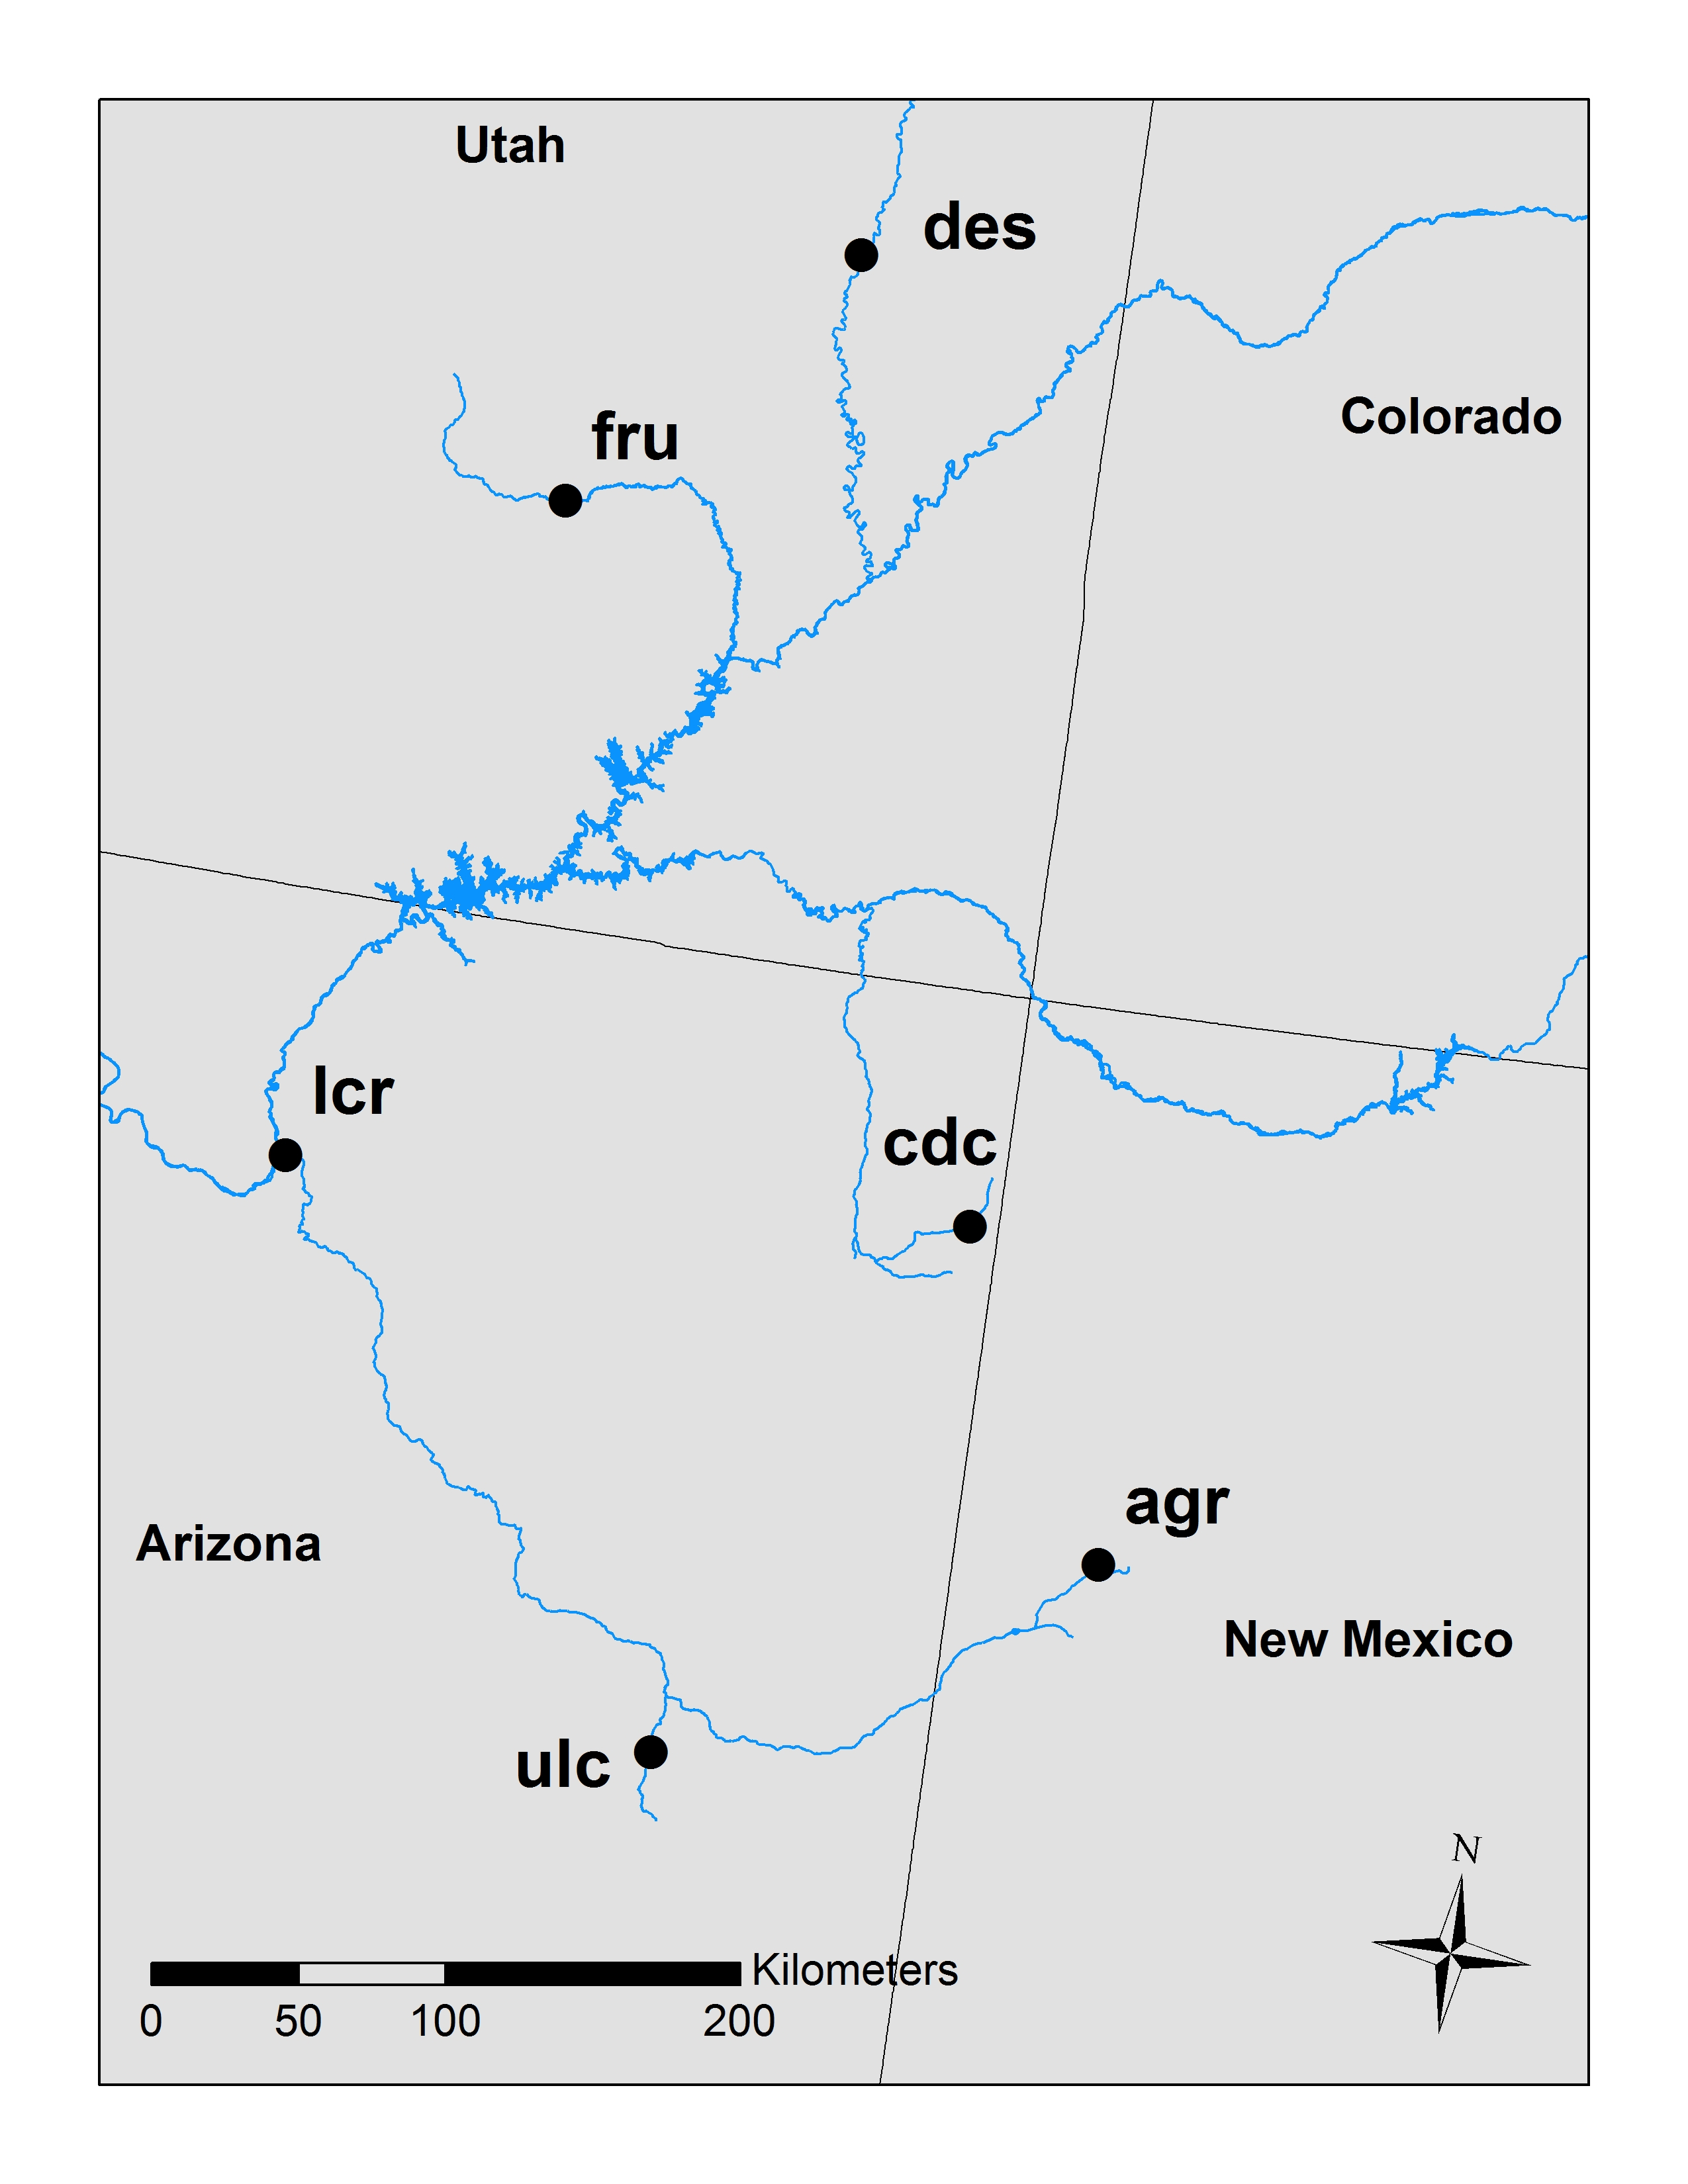 Utah
des
Colorado
fru
lcr
cdc
agr
Arizona
New Mexico
ulc
N
Kilometers
0 50 100 200